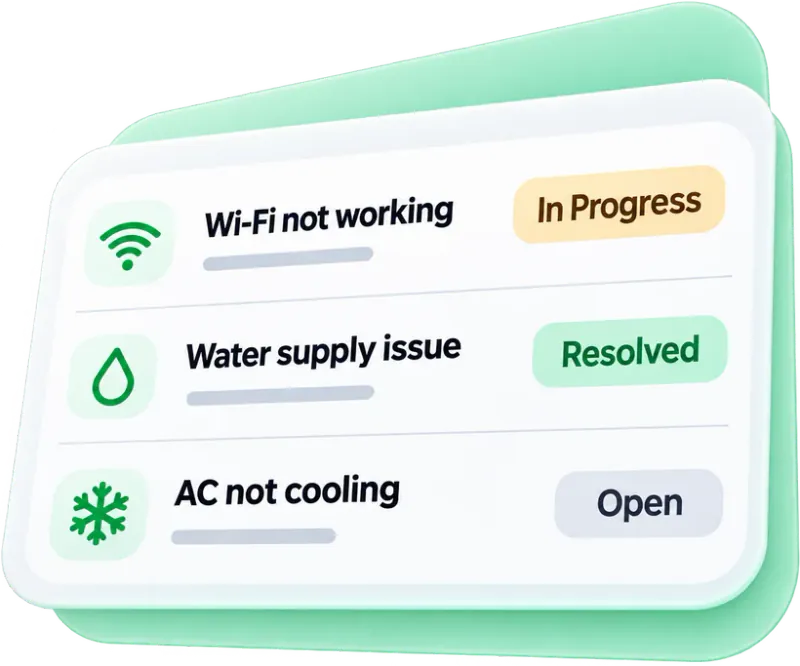 Wi-Fi not working
In Progress
Water supply issue
Resolved
AC not cooling
Open